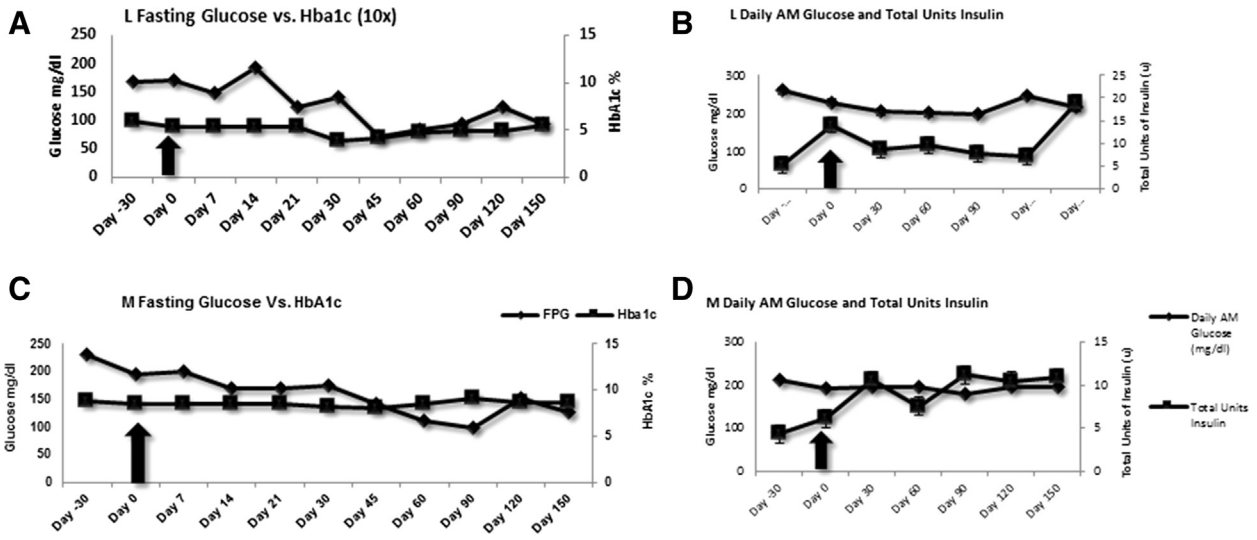 A
L Fasting Glucose vs. Hba1c (10x)
Glucose mg/dl
250
200
150
100
50
0
15
10
5
0
HbA1c %
Day -30
Day 0
Day 7
Day 14
Day 21
Day 30
Day 45
Day 60
Day 90
Day 120
Day 150
B
L Daily AM Glucose and Total Units Insulin
Glucose mg/dl
300
200
100
0
25
20
15
10
5
0
Total Units of Insulin (u)
Day -...
Day 0
Day 30
Day 60
Day 90
Day...
Day...
C
M Fasting Glucose Vs. HbA1c
FPG
Hba1c
Glucose mg/dl
250
200
150
100
50
0
15
10
5
0
HbA1c %
Day -30
Day 0
Day 7
Day 14
Day 21
Day 30
Day 45
Day 60
Day 90
Day 120
Day 150
D
M Daily AM Glucose and Total Units Insulin
Glucose mg/dl
300
200
100
0
15
10
5
0
Total Units of Insulin (u)
Day -30
Day 0
Day 30
Day 60
Day 90
Day 120
Day 150
Daily AM
Glucose
(mg/dl)
Total Units
Insulin